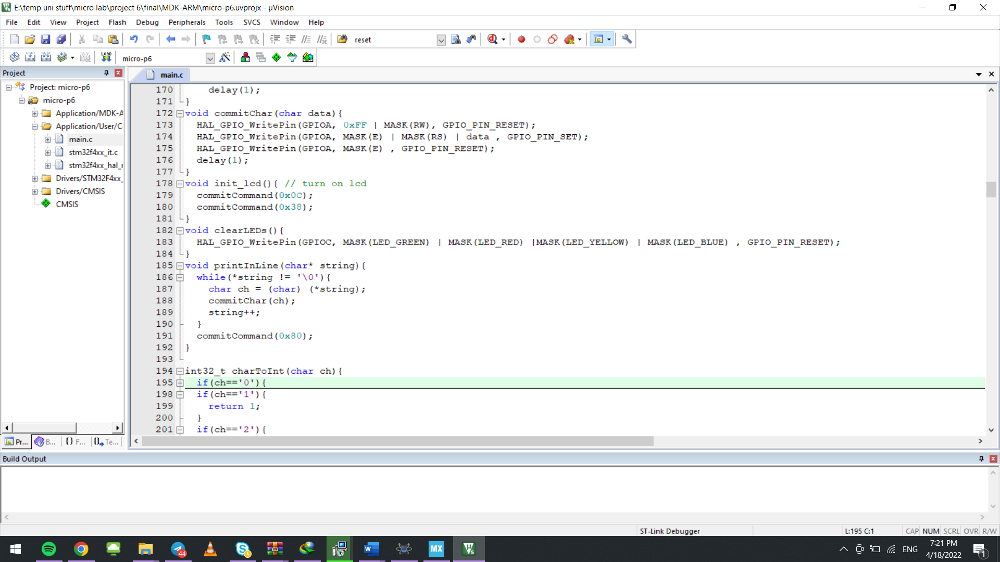 E:\temp uni stuff\micro lab\project 6\final\MDK-ARM\micro-p6.uvprojx - µVision
File Edit View Project Flash Debug Peripherals Tools SVCS Window Help
reset
LOAD micro-p6
Project
main.c
Project: micro-p6
micro-p6
Application/MDK-A
Application/User/C
main.c
stm32f4xx_it.c
stm32f4xx_hal_r
Drivers/STM32F4xx_
Drivers/CMSIS
CMSIS
Pr... B... {} F... Te...
170 delay(1);
171 }
172 void commitChar(char data){
173 HAL_GPIO_WritePin(GPIOA, 0xFF | MASK(RW), GPIO_PIN_RESET);
174 HAL_GPIO_WritePin(GPIOA, MASK(E) | MASK(RS) | data , GPIO_PIN_SET);
175 HAL_GPIO_WritePin(GPIOA, MASK(E) , GPIO_PIN_RESET);
176 delay(1);
177 }
178 void init_lcd(){ // turn on lcd
179 commitCommand(0x0C);
180 commitCommand(0x38);
181 }
182 void clearLEDs(){
183 HAL_GPIO_WritePin(GPIOC, MASK(LED_GREEN) | MASK(LED_RED) |MASK(LED_YELLOW) | MASK(LED_BLUE) , GPIO_PIN_RESET);
184 }
185 void printInLine(char* string){
186 while(*string != '\0'){
187 char ch = (char) (*string);
188 commitChar(ch);
189 string++;
190 }
191 commitCommand(0x80);
192 }
193
194 int32_t charToInt(char ch){
195 if(ch=='0'){
198 if(ch=='1'){
199 return 1;
200 }
201 if(ch=='2'){
Build Output
ST-Link Debugger L:195 C:1 CAP NUM SCRL OVR R/W
44 W MX ENG 7:21 PM
4/18/2022 1